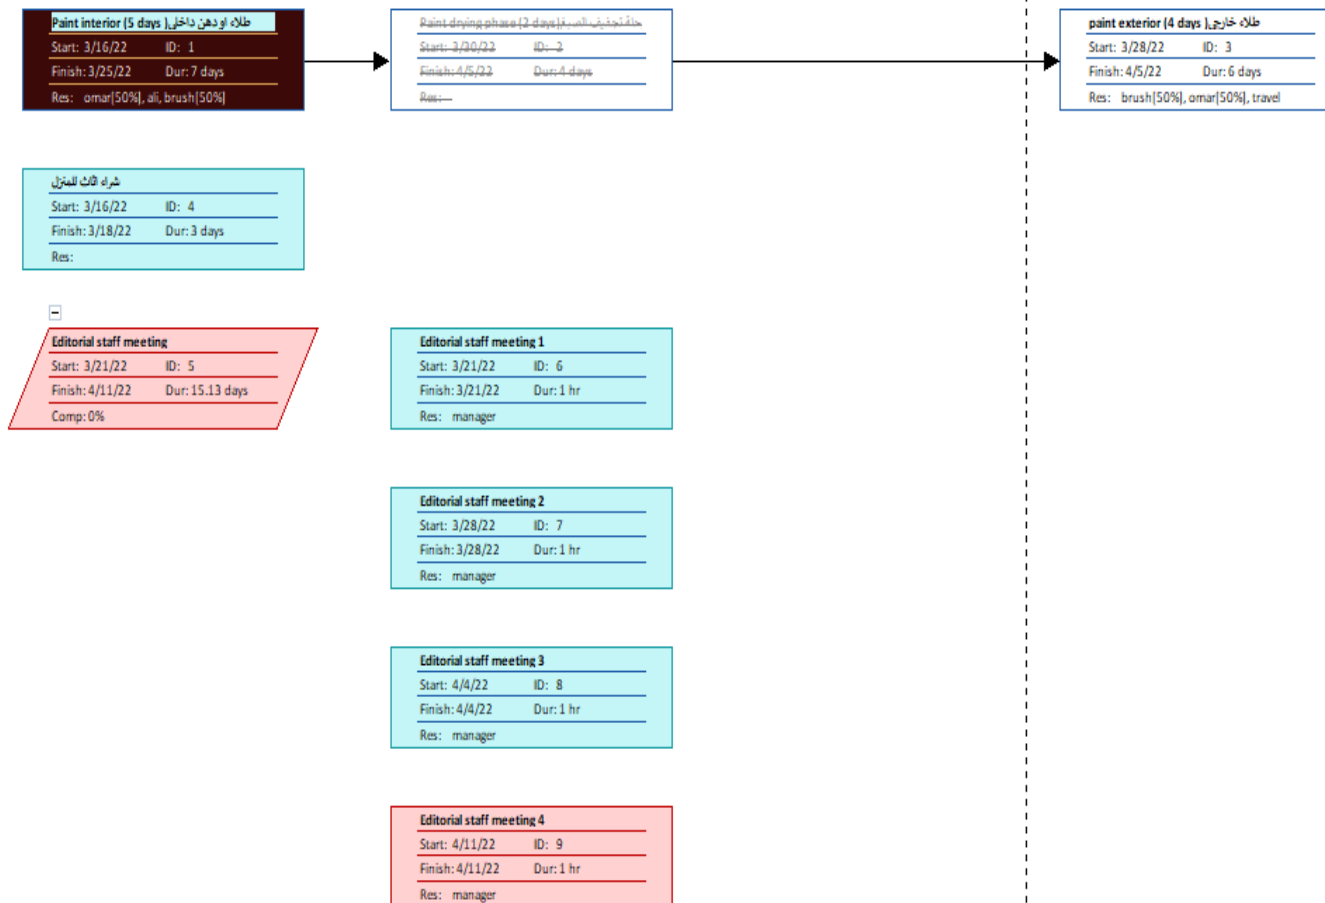 Paint interior (5 days )طلاء او دهن داخلي
Start: 3/16/22 ID: 1
Finish: 3/25/22 Dur: 7 days
Res: omar[50%], ali, brush[50%]
Paint drying phase (2 days)
Start: 3/30/22 ID: 2
Finish: 4/5/22 Dur: 4 days
Res:
paint exterior (4 days )طلاء خارجي
Start: 3/28/22 ID: 3
Finish: 4/5/22 Dur: 6 days
Res: brush[50%], omar[50%], travel
شراء اثاث للمنزل
Start: 3/16/22 ID: 4
Finish: 3/18/22 Dur: 3 days
Res:
Editorial staff meeting
Start: 3/21/22 ID: 5
Finish: 4/11/22 Dur: 15.13 days
Comp: 0%
Editorial staff meeting 1
Start: 3/21/22 ID: 6
Finish: 3/21/22 Dur: 1 hr
Res: manager
Editorial staff meeting 2
Start: 3/28/22 ID: 7
Finish: 3/28/22 Dur: 1 hr
Res: manager
Editorial staff meeting 3
Start: 4/4/22 ID: 8
Finish: 4/4/22 Dur: 1 hr
Res: manager
Editorial staff meeting 4
Start: 4/11/22 ID: 9
Finish: 4/11/22 Dur: 1 hr
Res: manager